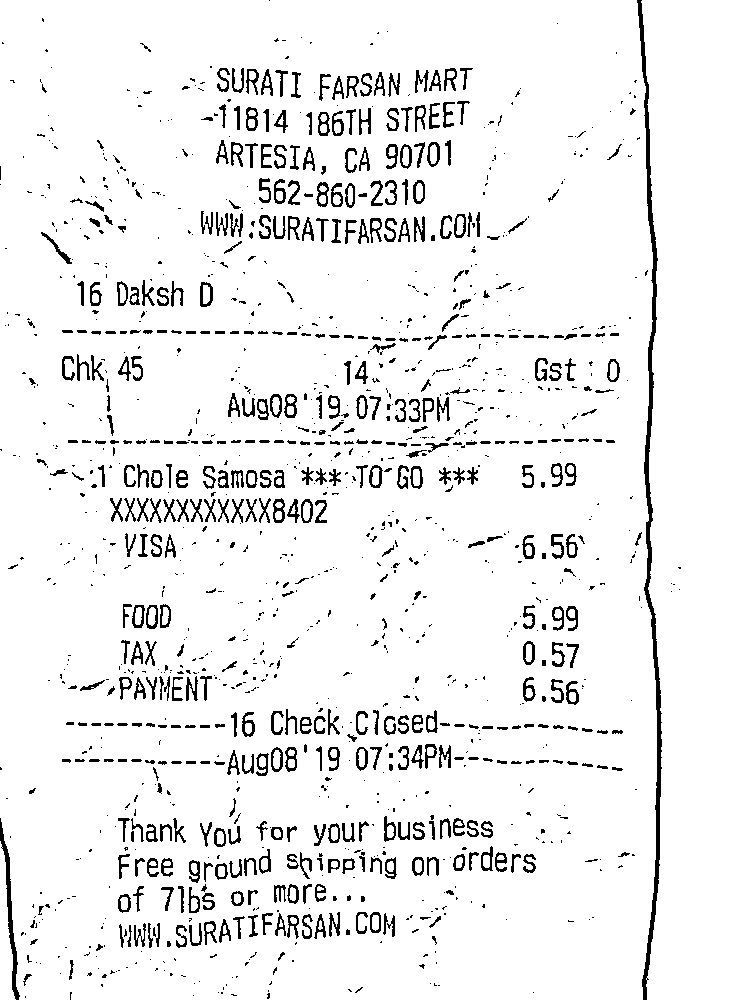 SURATI FARSAN MART
11814 186TH STREET
ARTESIA, CA 90701
562-860-2310
WWW.SURATIFARSAN.COM
16 Daksh D
Chk 45 14 Gst 0
Aug08'19 07:33PM
1 Chole Samosa *** TO GO *** 5.99
XXXXXXXXXXXX8402
VISA 6.56
FOOD 5.99
TAX 0.57
PAYMENT 6.56
-----------16 Check Closed-----------
-----------Aug08'19 07:34PM-----------
Thank You for your business
Free ground shipping on orders
of 7lbs or more...
WWW.SURATIFARSAN.COM